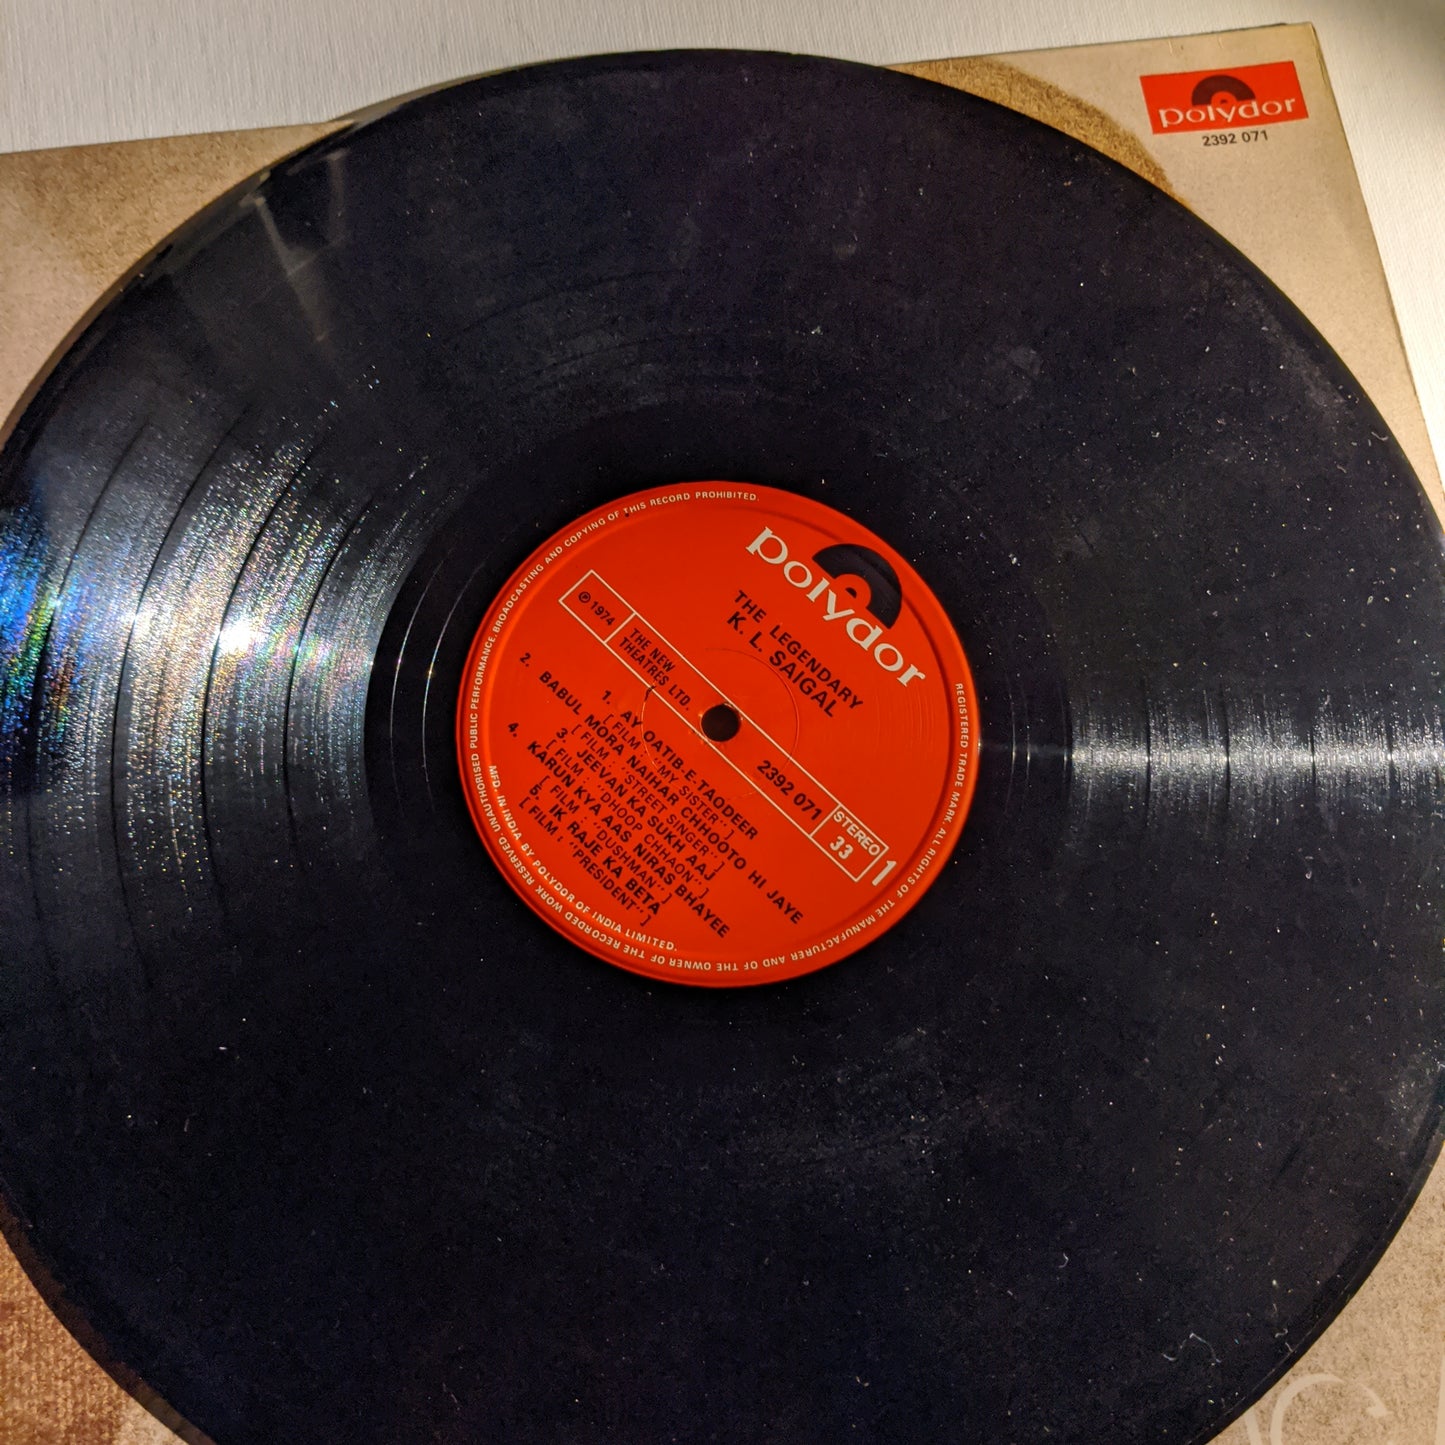 polydor
2392 071
polydor
THE LEGENDARY
K. L. SAIGAL
℗ 1974
THE NEW
THEATRES LTD.
2392 071
STEREO
33
1
1. AY QATIB-E-TAQDEER
[ FILM : "MY SISTER" ]
2. BABUL MORA NAIHAR CHHOOTO HI JAYE
[ FILM : "STREET SINGER" ]
3. JEEVAN KA SUKH AAJ
[ FILM : "DHOOP CHHAON" ]
4. KARUN KYA AAS NIRAS BHAYEE
[ FILM : "DUSHMAN" ]
5. IK RAJE KA BETA
[ FILM : "PRESIDENT" ]
REGISTERED TRADE MARK. ALL RIGHTS OF THE MANUFACTURER AND OF THE OWNER OF THE RECORDED WORK RESERVED. UNAUTHORISED PUBLIC PERFORMANCE, BROADCASTING AND COPYING OF THIS RECORD PROHIBITED.
MFD. IN INDIA BY POLYDOR OF INDIA LIMITED.